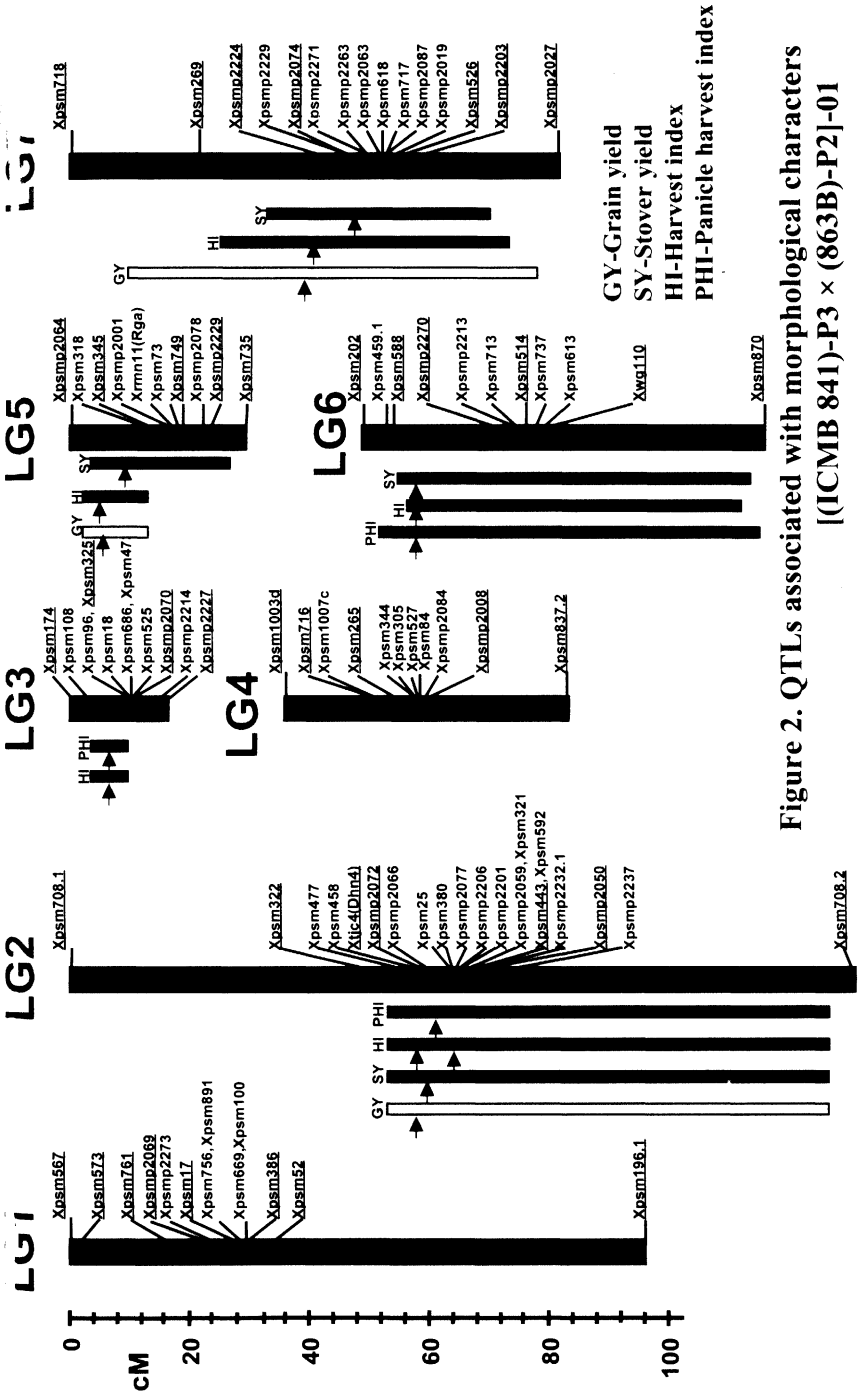 LG1
Xpsm567
Xpsm573
Xpsm761
Xpsmp2069
Xpsmp2273
Xpsm17
Xpsm756,Xpsm891
Xpsm669,Xpsm100
Xpsm386
Xpsm52
Xpsm196.1
cM
0
20
40
60
80
100
LG2
Xpsm708.1
Xpsm322
Xpsm477
Xpsm458
Xtic4(Dhn4)
Xpsmp2072
Xpsmp2066
Xpsm25
Xpsm380
Xpsmp2077
Xpsmp2206
Xpsmp2201
Xpsmp2059,Xpsm321
Xpsm443,Xpsm592
Xpsmp2232.1
Xpsmp2050
Xpsmp2237
Xpsm708.2
GY
SY
HI
PHI
LG3
Xpsm174
Xpsm108
Xpsm96, Xpsm325
Xpsm18
Xpsm686, Xpsm47
Xpsm525
Xpsmp2070
Xpsmp2214
Xpsmp2227
HI
PHI
LG4
Xpsm1003d
Xpsm716
Xpsm1007c
Xpsm265
Xpsm344
Xpsm305
Xpsm527
Xpsm84
Xpsmp2084
Xpsmp2008
Xpsm837.2
LG5
Xpsmp2064
Xpsm318
Xpsm345
Xpsmp2001
Xrmn11(Rga)
Xpsm73
Xpsm749
Xpsmp2078
Xpsmp2229
Xpsm735
GY
HI
SY
LG6
Xpsm202
Xpsm459.1
Xpsm588
Xpsmp2270
Xpsmp2213
Xpsm713
Xpsm514
Xpsm737
Xpsm613
Xwg110
Xpsm870
PHI
HI
SY
LG7
Xpsm718
Xpsm269
Xpsmp2224
Xpsmp2229
Xpsmp2074
Xpsmp2271
Xpsmp2263
Xpsmp2063
Xpsm618
Xpsm717
Xpsmp2087
Xpsmp2019
Xpsm526
Xpsmp2203
Xpsmp2027
GY
HI
SY
GY-Grain yield
SY-Stover yield
HI-Harvest index
PHI-Panicle harvest index
Figure 2. QTLs associated with morphological characters
[(ICMB 841)-P3 × (863B)-P2]-01